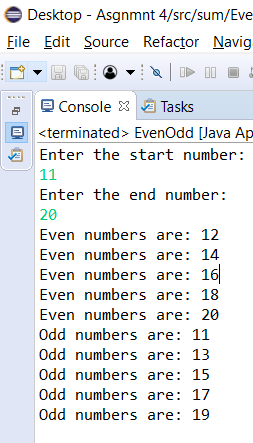 Desktop - Asgnmnt 4/src/sum/Eve
File Edit Source Refactor Navig
Console Tasks
<terminated> EvenOdd [Java Ap
Enter the start number:
11
Enter the end number:
20
Even numbers are: 12
Even numbers are: 14
Even numbers are: 16
Even numbers are: 18
Even numbers are: 20
Odd numbers are: 11
Odd numbers are: 13
Odd numbers are: 15
Odd numbers are: 17
Odd numbers are: 19